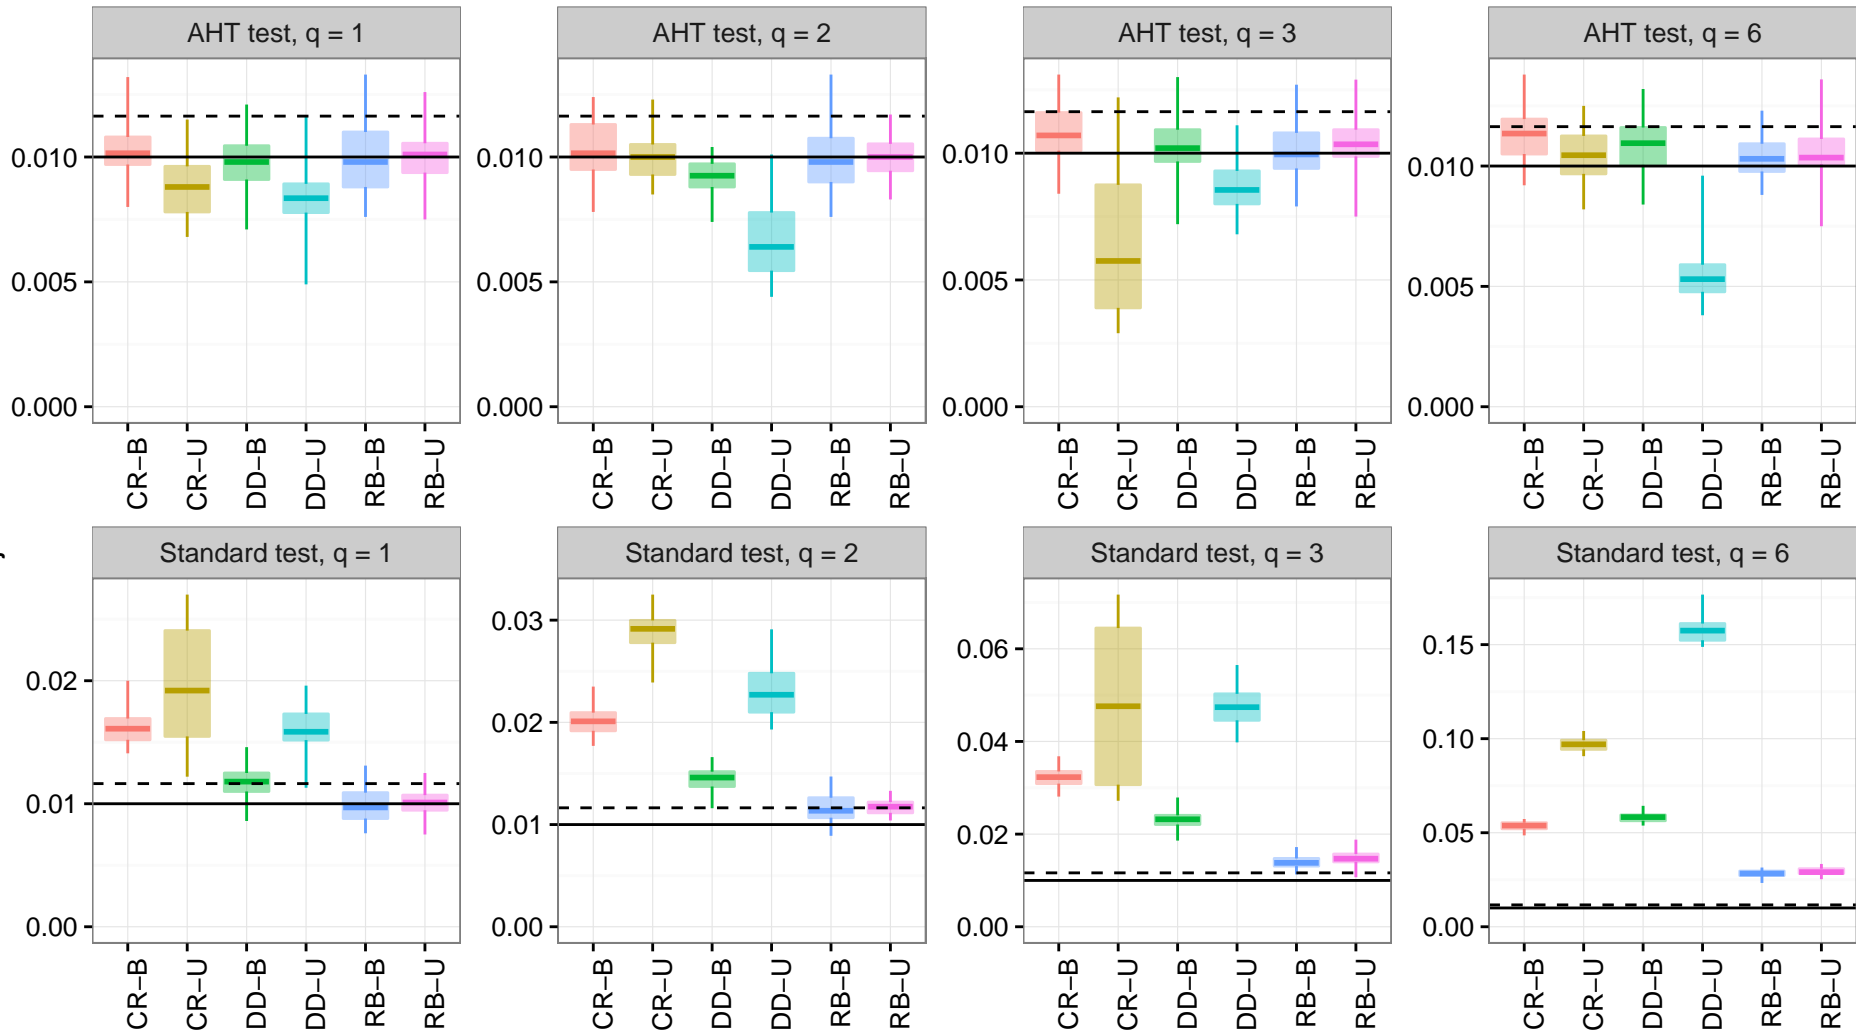 AHT test, q = 1
AHT test, q = 2
AHT test, q = 3
AHT test, q = 6
0.010
0.005
0.000
0.010
0.005
0.000
0.010
0.005
0.000
0.010
0.005
0.000
CR−B
CR−U
DD−B
DD−U
RB−B
RB−U
CR−B
CR−U
DD−B
DD−U
RB−B
RB−U
CR−B
CR−U
DD−B
DD−U
RB−B
RB−U
CR−B
CR−U
DD−B
DD−U
RB−B
RB−U
Standard test, q = 1
Standard test, q = 2
Standard test, q = 3
Standard test, q = 6
0.02
0.01
0.00
0.03
0.02
0.01
0.00
0.06
0.04
0.02
0.00
0.15
0.10
0.05
0.00
CR−B
CR−U
DD−B
DD−U
RB−B
RB−U
CR−B
CR−U
DD−B
DD−U
RB−B
RB−U
CR−B
CR−U
DD−B
DD−U
RB−B
RB−U
CR−B
CR−U
DD−B
DD−U
RB−B
RB−U